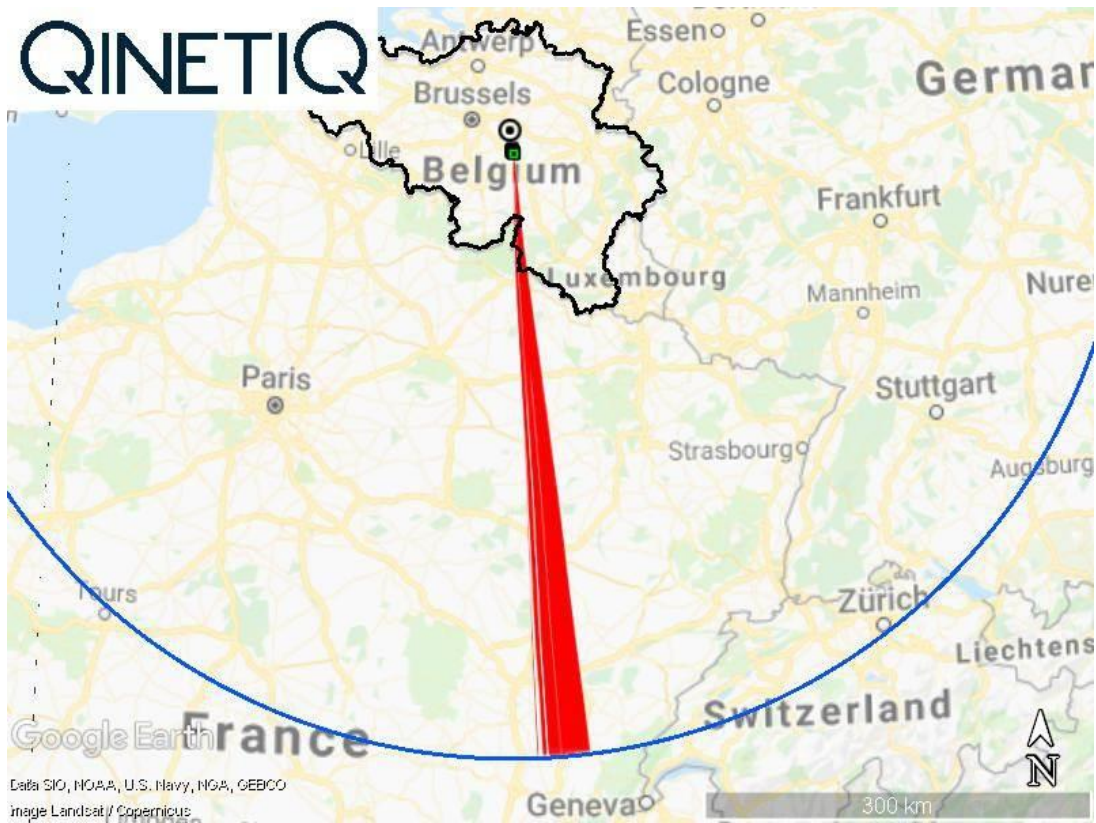 QINETIQ
Antwerp
Essen
German
Cologne
Brussels
Lille
Belgium
Frankfurt
Luxembourg
Mannheim
Nurem
Paris
Stuttgart
Strasbourg
Augsburg
Tours
Zürich
Liechtens
Switzerland
France
Google Earth
N
Data SIO, NOAA, U.S. Navy, NGA, GEBCO
Image Landsat / Copernicus
Geneva
300 km